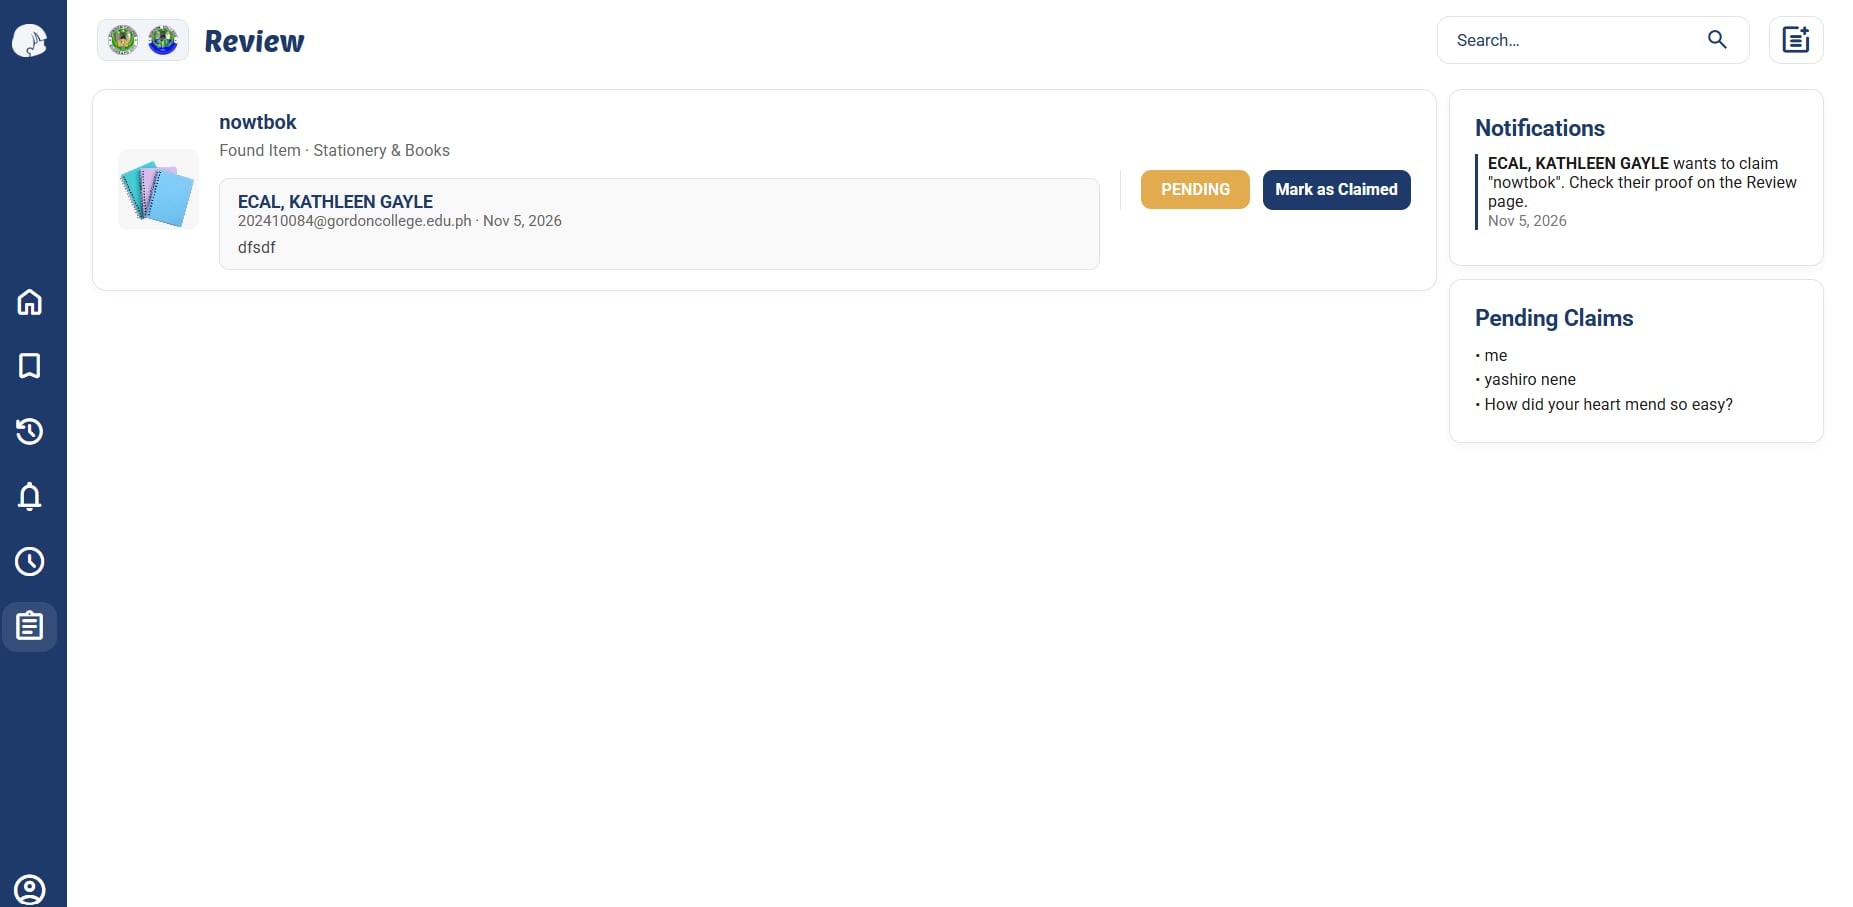 Review
Search...
nowtbok
Found Item · Stationery & Books
ECAL, KATHLEEN GAYLE
202410084@gordoncollege.edu.ph · Nov 5, 2026
dfsdf
PENDING
Mark as Claimed
Notifications
ECAL, KATHLEEN GAYLE wants to claim
"nowtbok". Check their proof on the Review
page.
Nov 5, 2026
Pending Claims
• me
• yashiro nene
• How did your heart mend so easy?